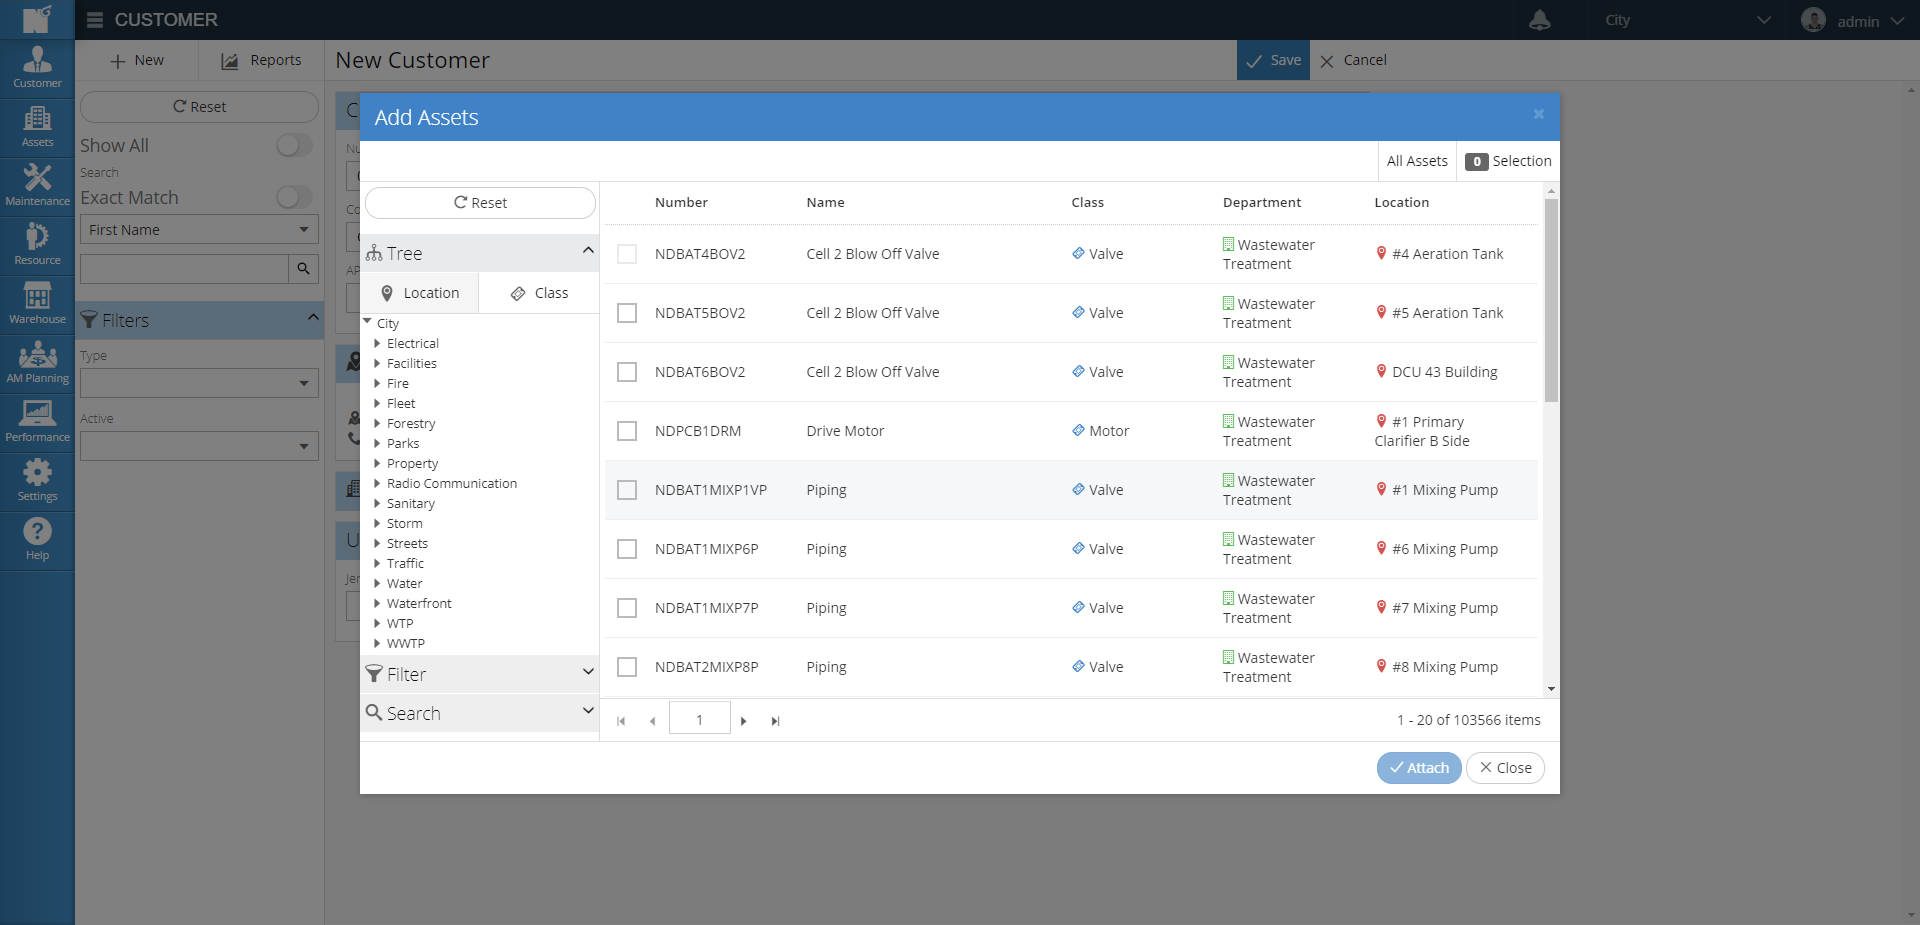 CUSTOMER
City
admin
New
Reports
New Customer
Save
Cancel
Customer
Assets
Maintenance
Resource
Warehouse
AM Planning
Performance
Settings
Help
Reset
Show All
Search
Exact Match
First Name
Filters
Type
Active
Add Assets
All Assets
0 Selection
Reset
Tree
Location
Class
City
Electrical
Facilities
Fire
Fleet
Forestry
Parks
Property
Radio Communication
Sanitary
Storm
Streets
Traffic
Water
Waterfront
WTP
WWTP
Filter
Search
Number Name Class Department Location
NDBAT4BOV2 Cell 2 Blow Off Valve Valve Wastewater Treatment #4 Aeration Tank
NDBAT5BOV2 Cell 2 Blow Off Valve Valve Wastewater Treatment #5 Aeration Tank
NDBAT6BOV2 Cell 2 Blow Off Valve Valve Wastewater Treatment DCU 43 Building
NDPCB1DRM Drive Motor Motor Wastewater Treatment #1 Primary Clarifier B Side
NDBAT1MIXP1VP Piping Valve Wastewater Treatment #1 Mixing Pump
NDBAT1MIXP6P Piping Valve Wastewater Treatment #6 Mixing Pump
NDBAT1MIXP7P Piping Valve Wastewater Treatment #7 Mixing Pump
NDBAT2MIXP8P Piping Valve Wastewater Treatment #8 Mixing Pump
1
1 - 20 of 103566 items
Attach
Close